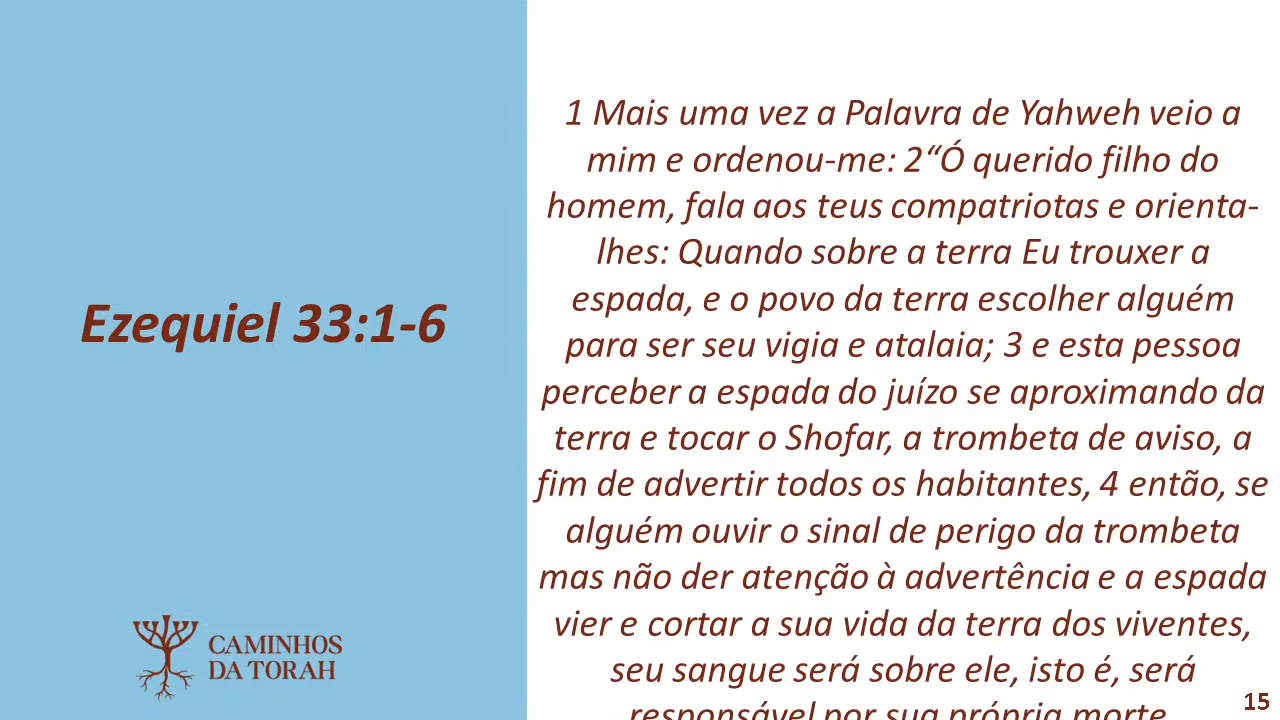 Ezequiel 33:1-6
CAMINHOS
DA TORAH
1 Mais uma vez a Palavra de Yahweh veio a
mim e ordenou-me: 2“Ó querido filho do
homem, fala aos teus compatriotas e orienta-
lhes: Quando sobre a terra Eu trouxer a
espada, e o povo da terra escolher alguém
para ser seu vigia e atalaia; 3 e esta pessoa
perceber a espada do juízo se aproximando da
terra e tocar o Shofar, a trombeta de aviso, a
fim de advertir todos os habitantes, 4 então, se
alguém ouvir o sinal de perigo da trombeta
mas não der atenção à advertência e a espada
vier e cortar a sua vida da terra dos viventes,
seu sangue será sobre ele, isto é, será
responsável por sua própria morte.
15